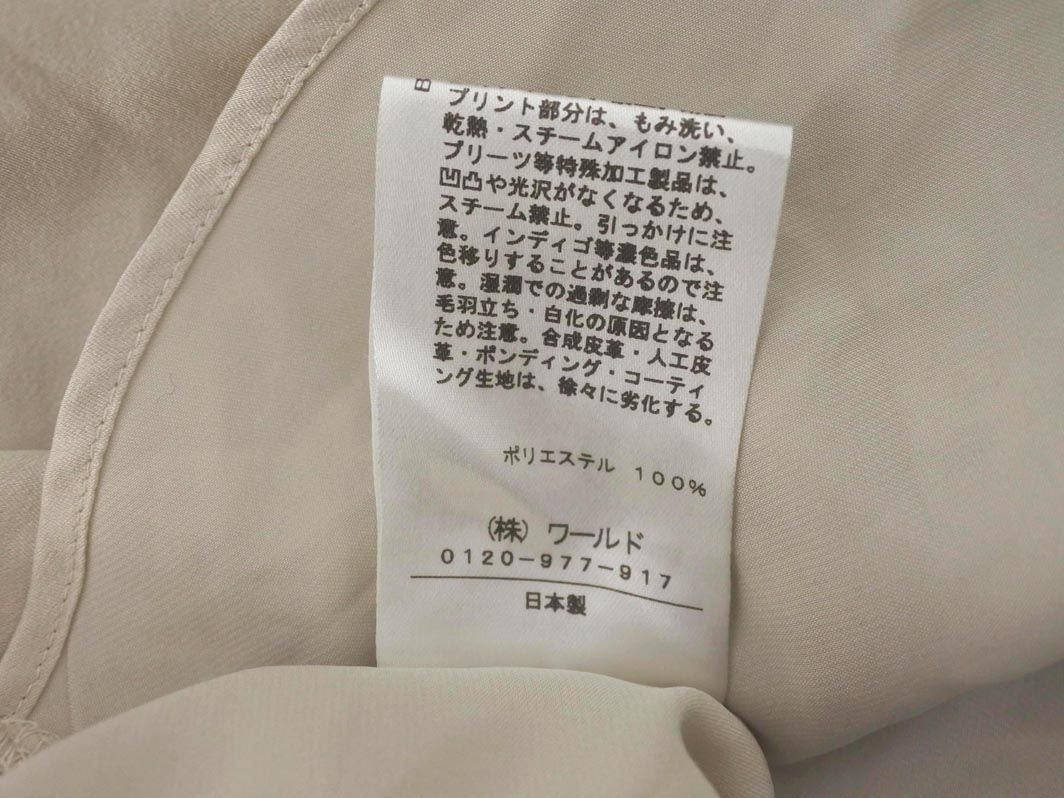 プリント部分は、もみ洗い、
乾熱・スチームアイロン禁止。
プリーツ等特殊加工製品は、
凹凸や光沢がなくなるため、
スチーム禁止。引っかけに注
意。インディゴ等濃色品は、
色移りすることがあるので注
意。湿潤での過剰な摩擦は、
毛羽立ち・白化の原因となる
ため注意。合成皮革・人工皮
革・ボンディング・コーティ
ング生地は、徐々に劣化する。
ポリエステル 100%
(株) ワールド
0120-977-917
日本製